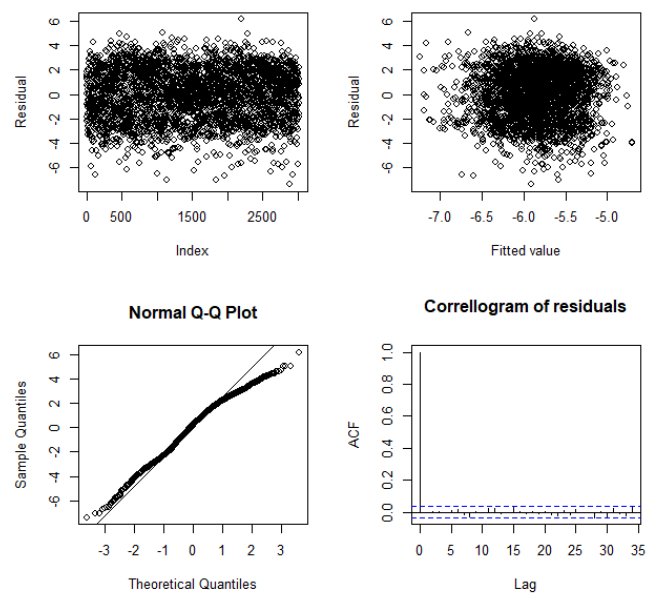 Residual
6
4
2
0
-2
-4
-6
0 500 1500 2500
Index
Residual
6
4
2
0
-2
-4
-6
-7.0 -6.5 -6.0 -5.5 -5.0
Fitted value
Normal Q-Q Plot
Sample Quantiles
6
4
2
0
-2
-4
-6
-3 -2 -1 0 1 2 3
Theoretical Quantiles
Correllogram of residuals
ACF
1.0
0.8
0.6
0.4
0.2
0.0
0 5 10 15 20 25 30 35
Lag